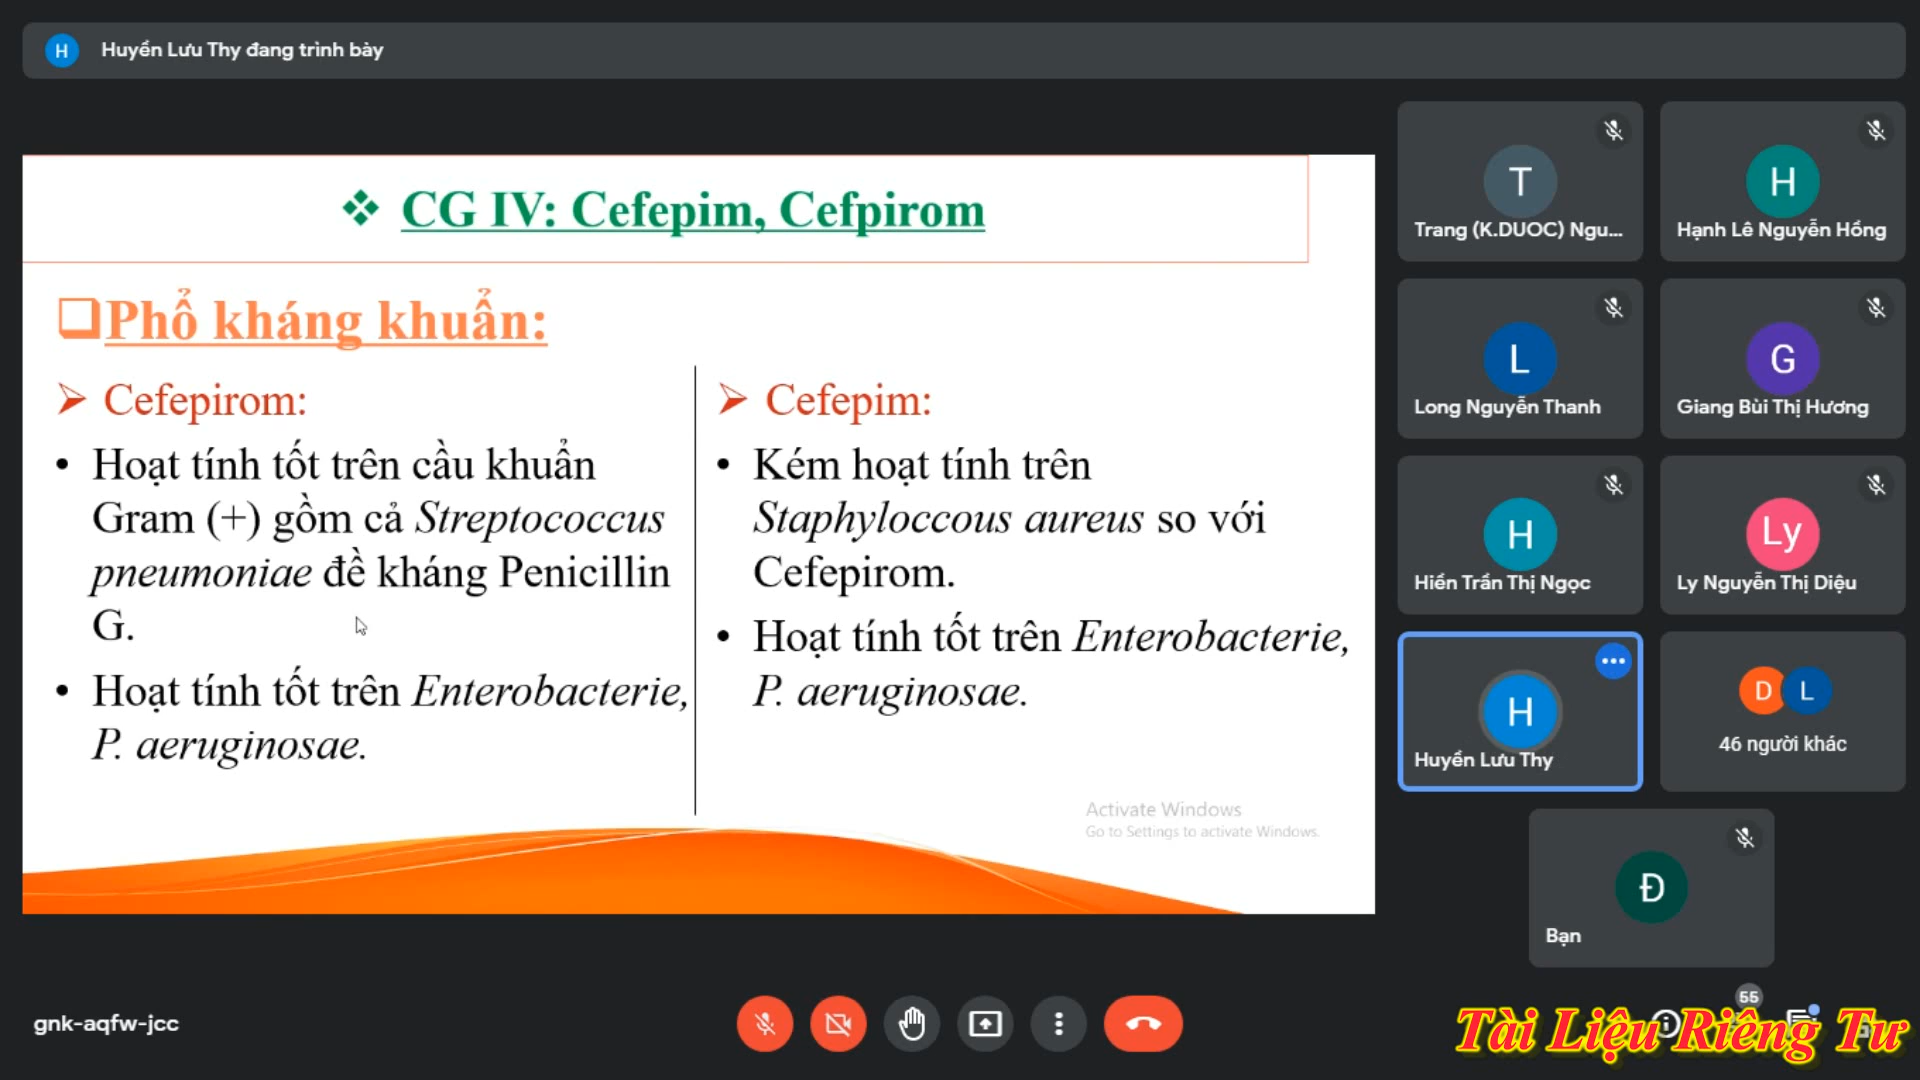 H Huyền Lưu Thy đang trình bày
❖ CG IV: Cefepim, Cefpirom
❑Phổ kháng khuẩn:
➢ Cefepirom:
• Hoạt tính tốt trên cầu khuẩn
Gram (+) gồm cả Streptococcus
pneumoniae đề kháng Penicillin
G.
• Hoạt tính tốt trên Enterobacterie,
P. aeruginosae.
➢ Cefepim:
• Kém hoạt tính trên
Staphyloccous aureus so với
Cefepirom.
• Hoạt tính tốt trên Enterobacterie,
P. aeruginosae.
Activate Windows
Go to Settings to activate Windows.
T
Trang (K.DUOC) Ngu...
H
Hạnh Lê Nguyễn Hồng
L
Long Nguyễn Thanh
G
Giang Bùi Thị Hương
H
Hiền Trần Thị Ngọc
Ly
Ly Nguyễn Thị Diệu
H
Huyền Lưu Thy
D L
46 người khác
Đ
Bạn
gnk-aqfw-jcc
55
Tài Liệu Riêng Tư